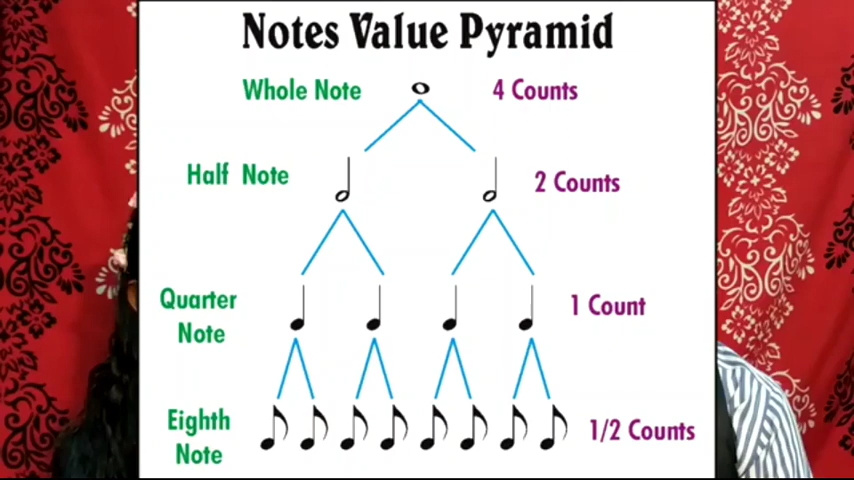 Notes Value Pyramid
Whole Note 4 Counts
Half Note 2 Counts
Quarter
Note
1 Count
Eighth
Note
1/2 Counts